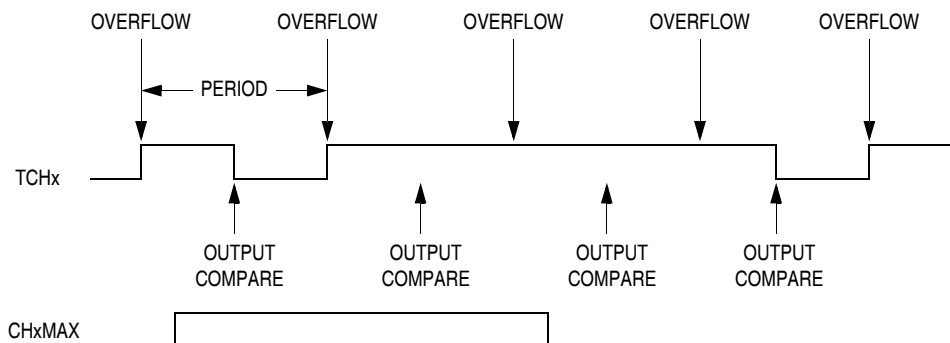 OVERFLOW OVERFLOW OVERFLOW OVERFLOW OVERFLOW
PERIOD
TCHx
OUTPUT COMPARE
OUTPUT COMPARE
OUTPUT COMPARE
OUTPUT COMPARE
CHxMAX